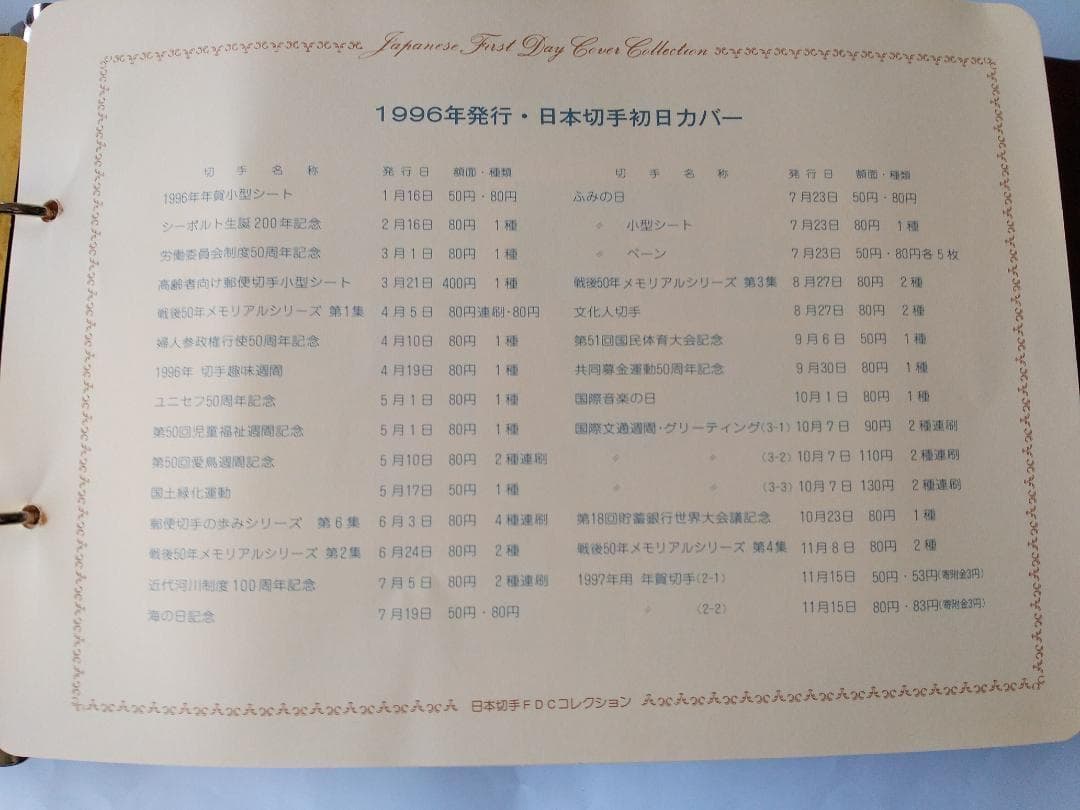 Japanese First Day Cover Collection
1996年発行・日本切手初日カバー
切手名称 発行日 額面・種類
1996年年賀小型シート 1月16日 50円・80円
シーボルト生誕200年記念 2月16日 80円 1種
労働委員会制度50周年記念 3月1日 80円 1種
高齢者向け郵便切手小型シート 3月21日 400円 1種
戦後50年メモリアルシリーズ 第1集 4月5日 80円連刷・80円
婦人参政権行使50周年記念 4月10日 80円 1種
1996年 切手趣味週間 4月19日 80円 1種
ユニセフ50周年記念 5月1日 80円 1種
第50回児童福祉週間記念 5月1日 80円 1種
第50回愛鳥週間記念 5月10日 80円 2種連刷
国土緑化運動 5月17日 50円 1種
郵便切手の歩みシリーズ 第6集 6月3日 80円 4種連刷
戦後50年メモリアルシリーズ 第2集 6月24日 80円 2種
近代河川制度100周年記念 7月5日 80円 2種連刷
海の日記念 7月19日 50円・80円
切手名称 発行日 額面・種類
ふみの日 7月23日 50円・80円
〃 小型シート 7月23日 80円 1種
〃 ペーン 7月23日 50円・80円各5枚
戦後50年メモリアルシリーズ 第3集 8月27日 80円 2種
文化人切手 8月27日 80円 2種
第51回国民体育大会記念 9月6日 50円 1種
共同募金運動50周年記念 9月30日 80円 1種
国際音楽の日 10月1日 80円 1種
国際文通週間・グリーティング(3-1) 10月7日 90円 2種連刷
〃 〃 (3-2) 10月7日 110円 2種連刷
〃 〃 (3-3) 10月7日 130円 2種連刷
第18回貯蓄銀行世界大会議記念 10月23日 80円 1種
戦後50年メモリアルシリーズ 第4集 11月8日 80円 2種
1997年用 年賀切手(2-1) 11月15日 50円・53円(寄附金3円)
〃 (2-2) 11月15日 80円・83円(寄附金3円)
日本切手FDCコレクション